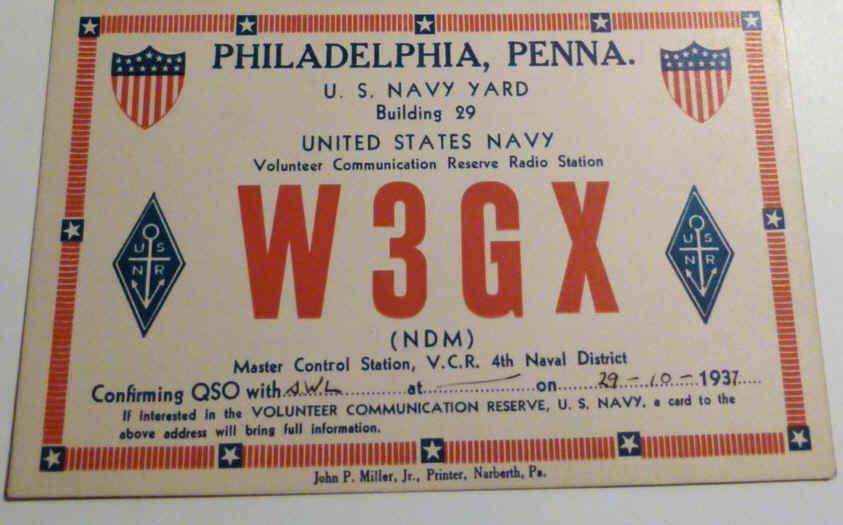 PHILADELPHIA, PENNA.
U. S. NAVY YARD
Building 29
UNITED STATES NAVY
Volunteer Communication Reserve Radio Station
W3GX
U S
N R
U S
N R
(NDM)
Master Control Station, V.C.R. 4th Naval District
Confirming QSO with SWL at on 29-10-1937
If interested in the VOLUNTEER COMMUNICATION RESERVE, U. S. NAVY, a card to the
above address will bring full information.
John P. Miller, Jr., Printer, Narberth, Pa.